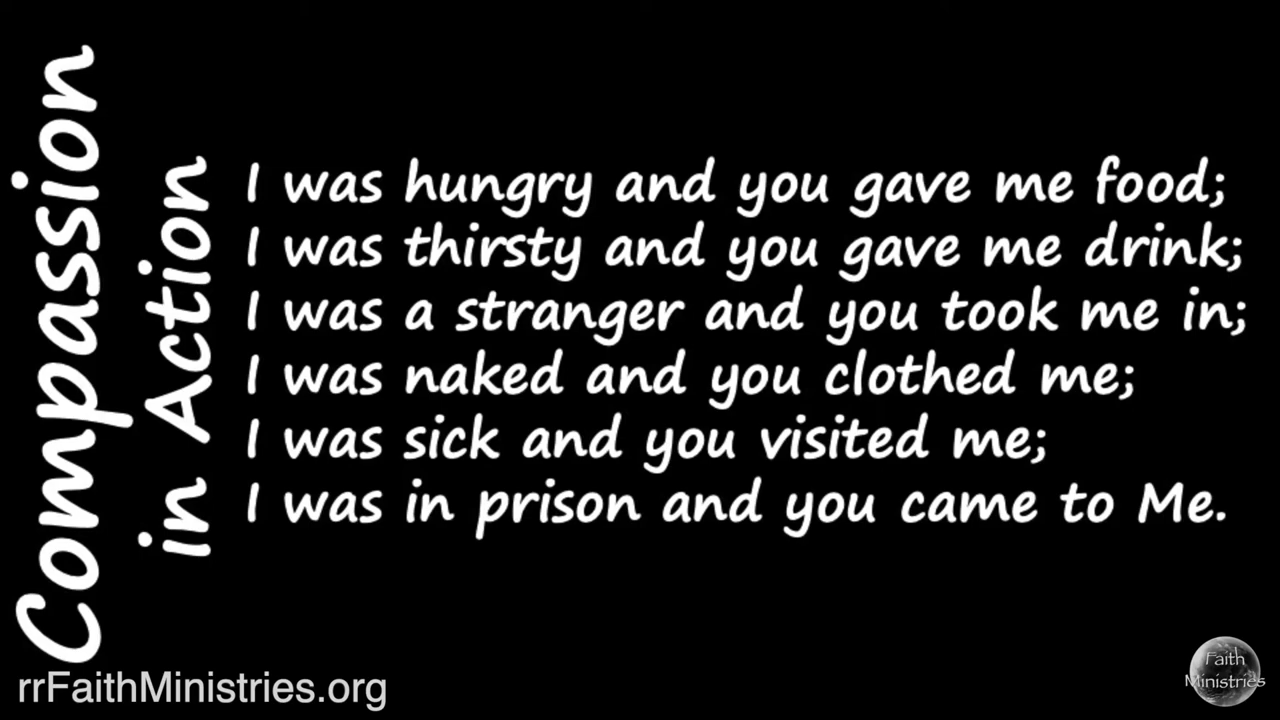 Compassion
in Action
I was hungry and you gave me food;
I was thirsty and you gave me drink;
I was a stranger and you took me in;
I was naked and you clothed me;
I was sick and you visited me;
I was in prison and you came to Me.
rrFaithMinistries.org
Faith
Ministries